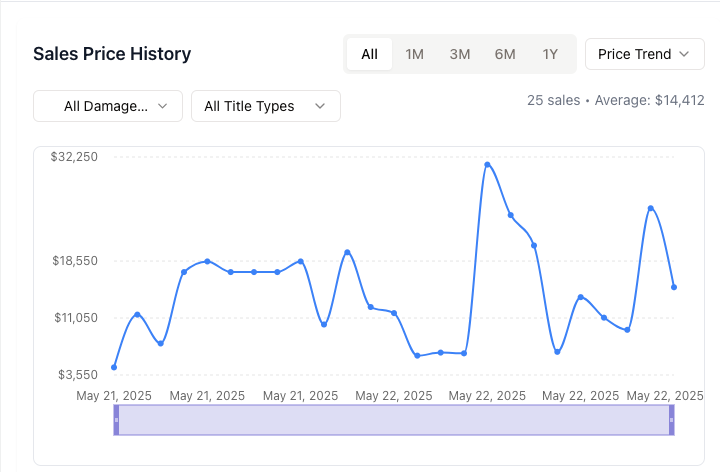 Sales Price History
All 1M 3M 6M 1Y Price Trend
All Damage... All Title Types
25 sales • Average: $14,412
$32,250
$18,550
$11,050
$3,550
May 21, 2025 May 21, 2025 May 21, 2025 May 22, 2025 May 22, 2025 May 22, 2025 May 22, 2025